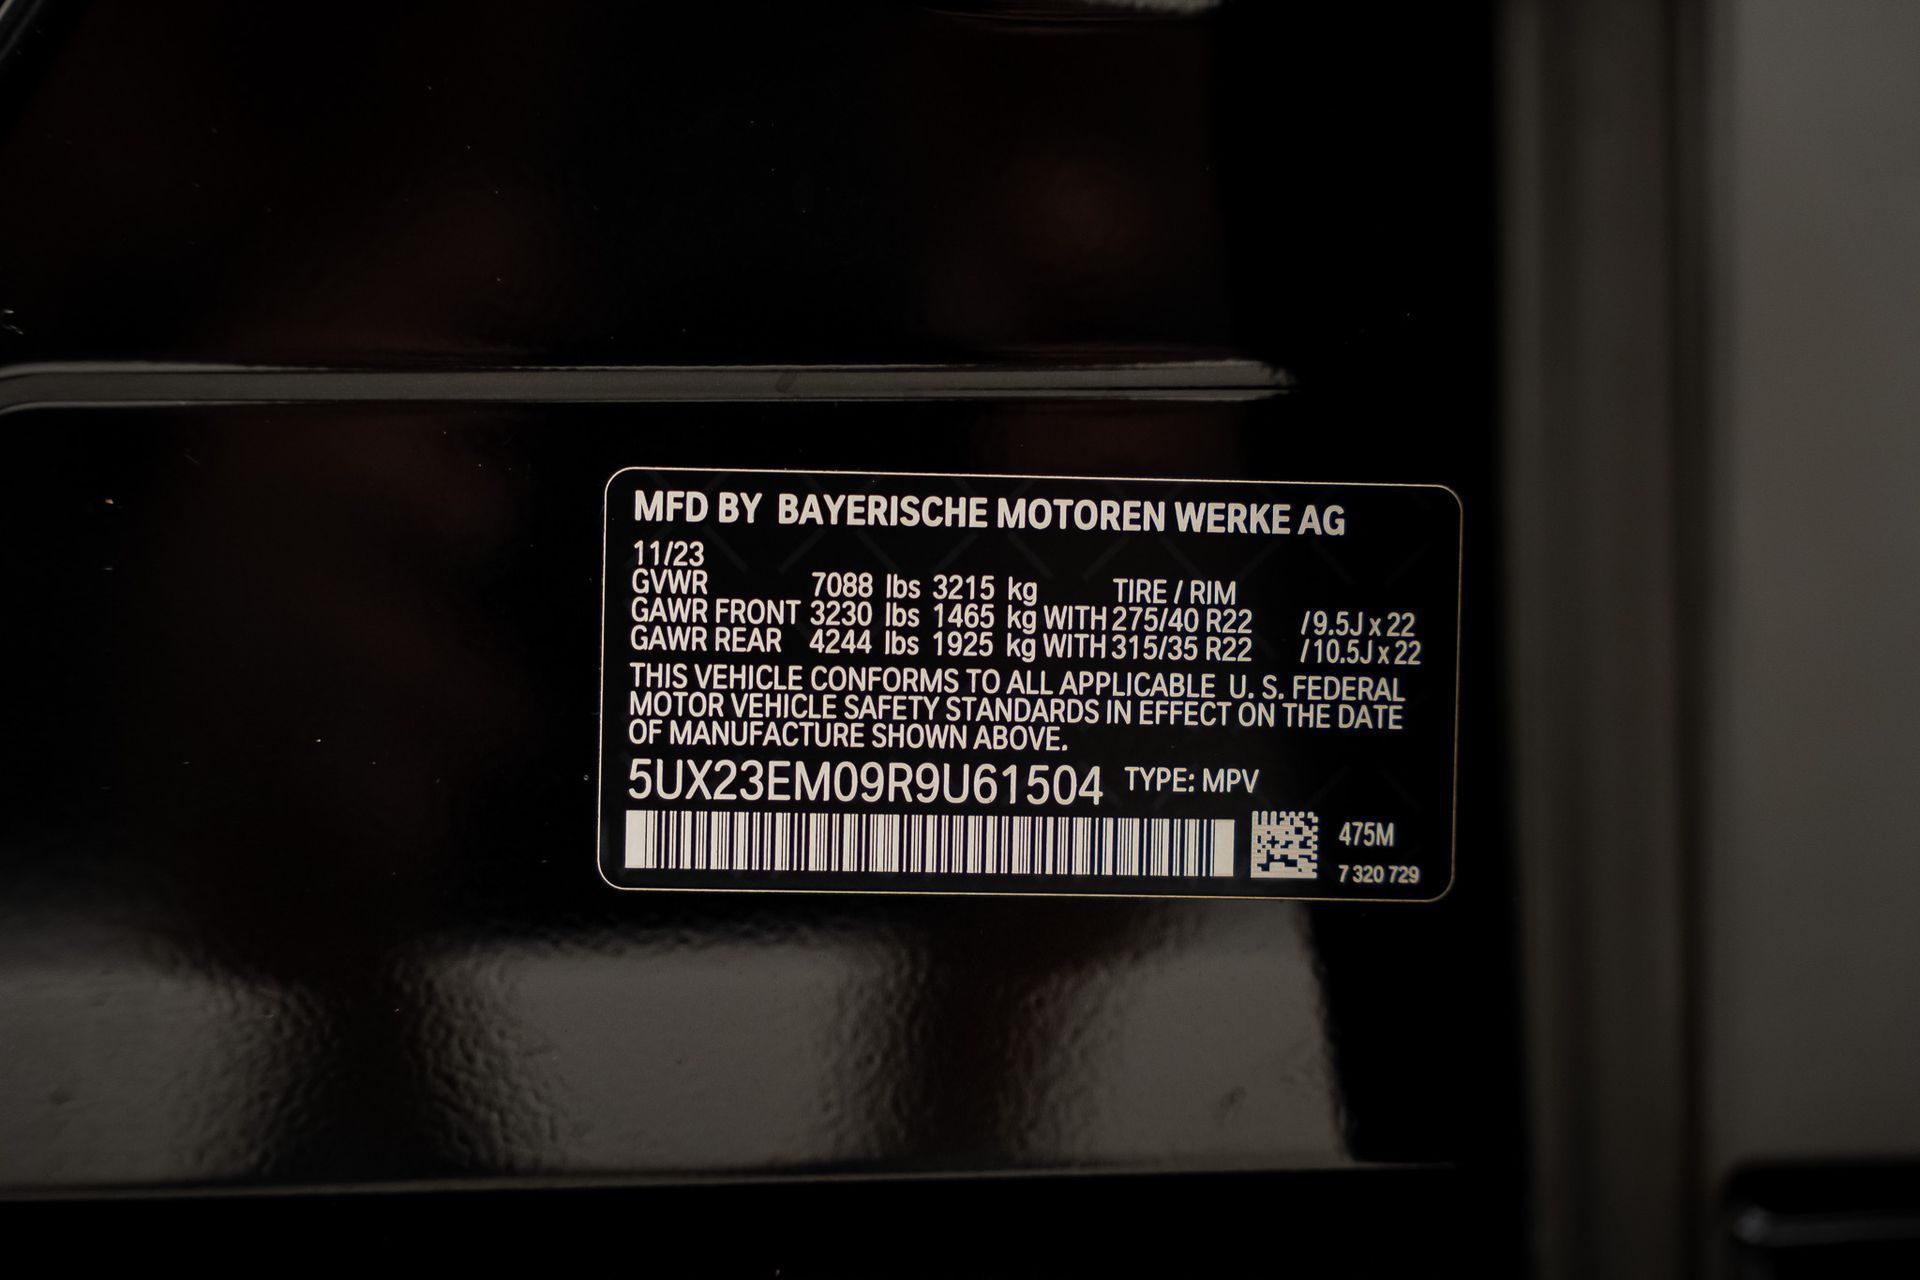 MFD BY BAYERISCHE MOTOREN WERKE AG
11/23
GVWR 7088 lbs 3215 kg TIRE / RIM
GAWR FRONT 3230 lbs 1465 kg WITH 275/40 R22 / 9.5J x 22
GAWR REAR 4244 lbs 1925 kg WITH 315/35 R22 / 10.5J x 22
THIS VEHICLE CONFORMS TO ALL APPLICABLE U. S. FEDERAL
MOTOR VEHICLE SAFETY STANDARDS IN EFFECT ON THE DATE
OF MANUFACTURE SHOWN ABOVE.
5UX23EM09R9U61504 TYPE: MPV
475M
7 320 729